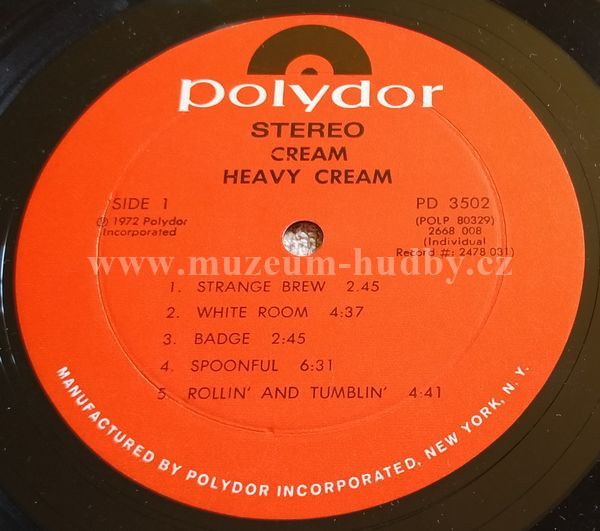 polydor
STEREO
CREAM
HEAVY CREAM
SIDE 1
℗ 1972 Polydor
Incorporated
PD 3502
(POLP 80329)
2668 008
(Individual
Record #: 2478 031)
www.muzeum-hudby.cz
1. STRANGE BREW 2.45
2. WHITE ROOM 4:37
3. BADGE 2:45
4. SPOONFUL 6:31
5. ROLLIN' AND TUMBLIN' 4:41
MANUFACTURED BY POLYDOR INCORPORATED, NEW YORK, N. Y.